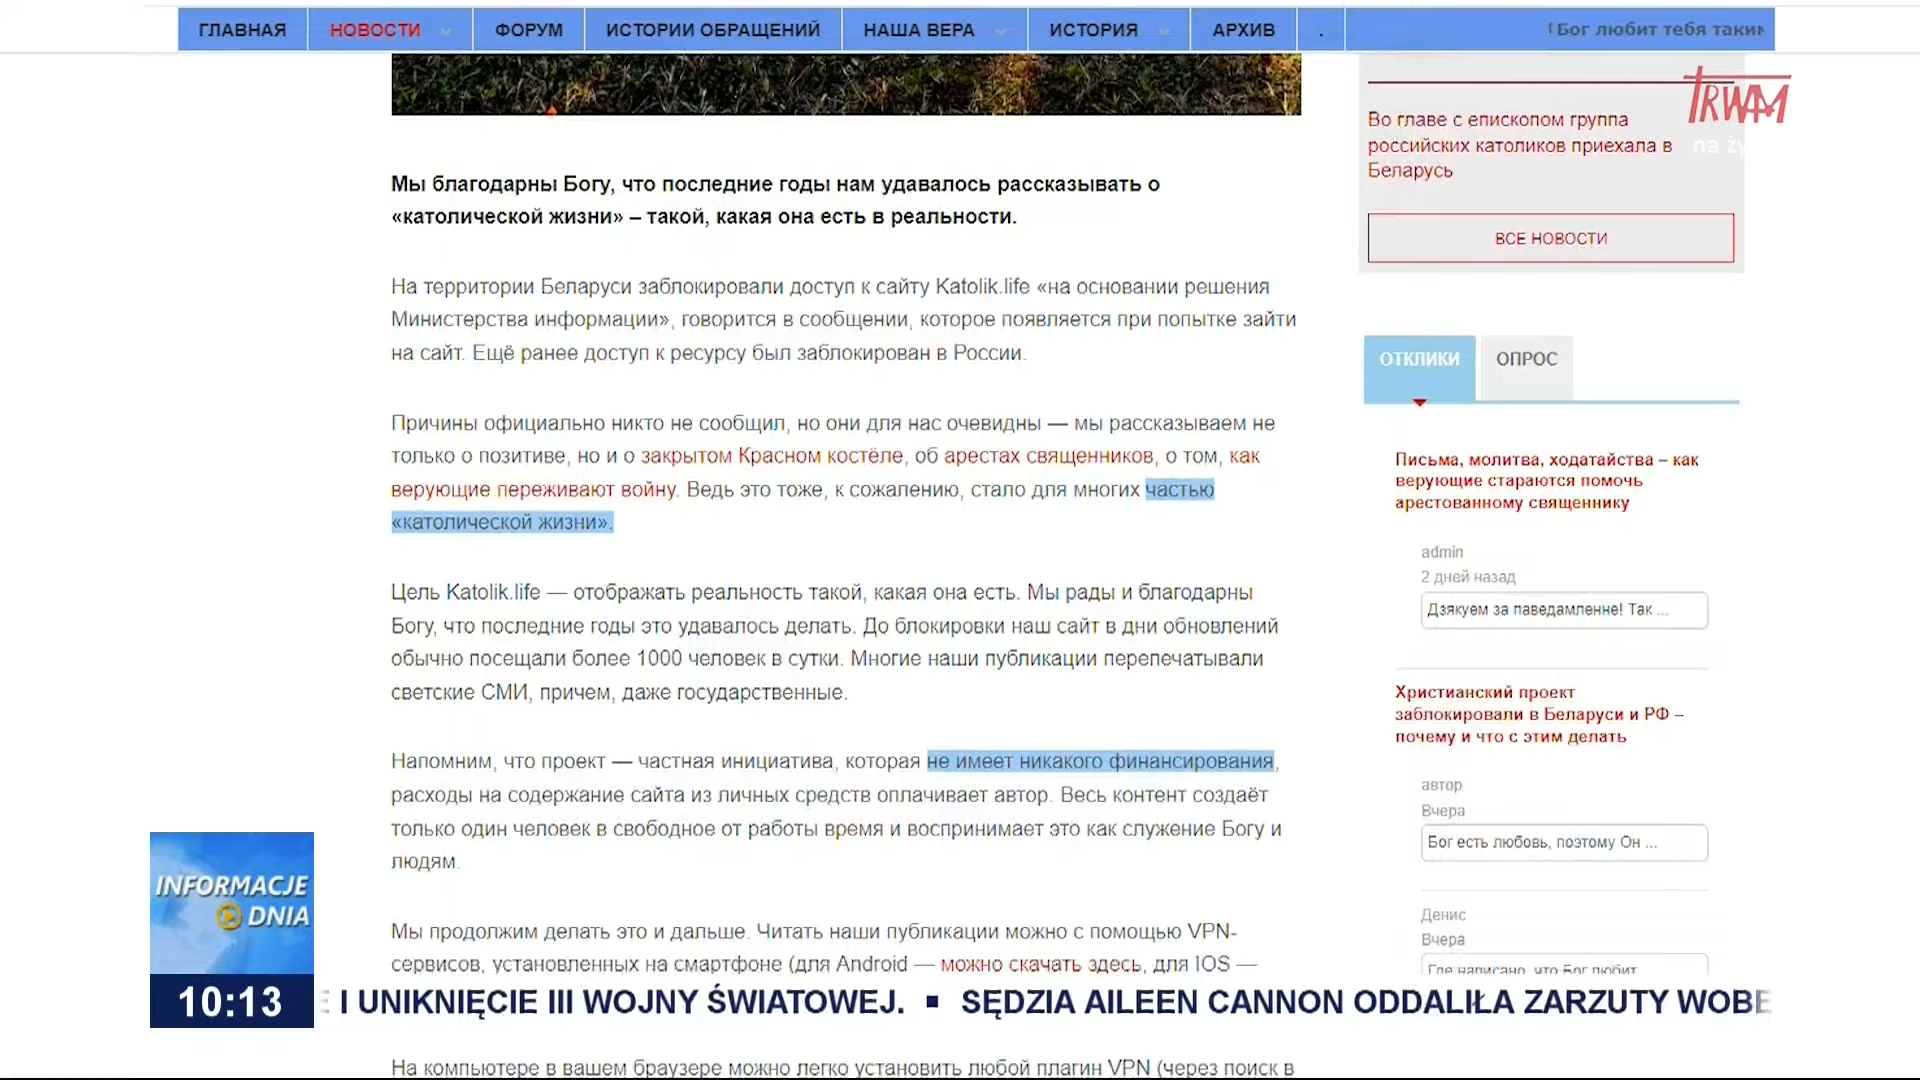 ГЛАВНАЯ НОВОСТИ ФОРУМ ИСТОРИИ ОБРАЩЕНИЙ НАША ВЕРА ИСТОРИЯ АРХИВ .
Бог любит тебя таким
TRWAM
na ży
Во главе с епископом группа
российских католиков приехала в
Беларусь
ВСЕ НОВОСТИ
Мы благодарны Богу, что последние годы нам удавалось рассказывать о
«католической жизни» – такой, какая она есть в реальности.
На территории Беларуси заблокировали доступ к сайту Katolik.life «на основании решения
Министерства информации», говорится в сообщении, которое появляется при попытке зайти
на сайт. Ещё ранее доступ к ресурсу был заблокирован в России.
Причины официально никто не сообщил, но они для нас очевидны — мы рассказываем не
только о позитиве, но и о закрытом Красном костёле, об арестах священников, о том, как
верующие переживают войну. Ведь это тоже, к сожалению, стало для многих частью
«католической жизни».
Цель Katolik.life — отображать реальность такой, какая она есть. Мы рады и благодарны
Богу, что последние годы это удавалось делать. До блокировки наш сайт в дни обновлений
обычно посещали более 1000 человек в сутки. Многие наши публикации перепечатывали
светские СМИ, причем, даже государственные.
Напомним, что проект — частная инициатива, которая не имеет никакого финансирования,
расходы на содержание сайта из личных средств оплачивает автор. Весь контент создаёт
только один человек в свободное от работы время и воспринимает это как служение Богу и
людям.
Мы продолжим делать это и дальше. Читать наши публикации можно с помощью VPN-
сервисов, установленных на смартфоне (для Android — можно скачать здесь, для IOS —
ОТКЛИКИ ОПРОС
Письма, молитва, ходатайства – как
верующие стараются помочь
арестованному священнику
admin
2 дней назад
Дзякуем за паведамленне! Так ...
Христианский проект
заблокировали в Беларуси и РФ –
почему и что с этим делать
автор
Вчера
Бог есть любовь, поэтому Он ...
Денис
Вчера
Где написано, что Бог любит
INFORMACJE
DNIA
10:13
E I UNIKNIĘCIE III WOJNY ŚWIATOWEJ. ▪ SĘDZIA AILEEN CANNON ODDALIŁA ZARZUTY WOBE
На компьютере в вашем браузере можно легко установить любой плагин VPN (через поиск в